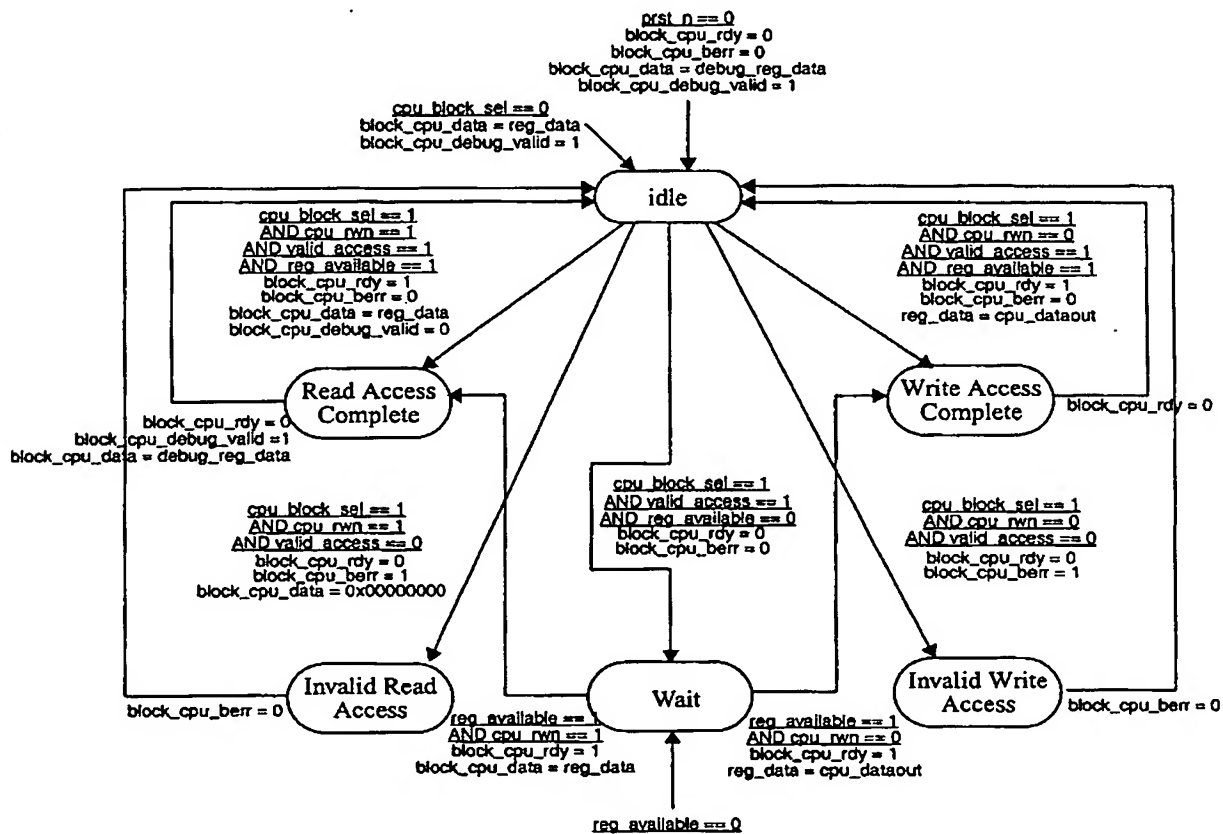 prst_n == 0
block_cpu_rdy = 0
block_cpu_berr = 0
block_cpu_data = debug_reg_data
block_cpu_debug_valid = 1
cpu_block_sel == 0
block_cpu_data = reg_data
block_cpu_debug_valid = 1
idle
cpu_block_sel == 1
AND cpu_rwn == 1
AND valid_access == 1
AND reg_available == 1
block_cpu_rdy = 1
block_cpu_berr = 0
block_cpu_data = reg_data
block_cpu_debug_valid = 0
cpu_block_sel == 1
AND cpu_rwn == 0
AND valid_access == 1
AND reg_available == 1
block_cpu_rdy = 1
block_cpu_berr = 0
reg_data = cpu_dataout
Read Access
Complete
Write Access
Complete
block_cpu_rdy = 0
block_cpu_debug_valid =1
block_cpu_data = debug_reg_data
block_cpu_rdy = 0
cpu_block_sel == 1
AND valid_access == 1
AND reg_available == 0
block_cpu_rdy = 0
block_cpu_berr = 0
cpu_block_sel == 1
AND cpu_rwn == 1
AND valid_access == 0
block_cpu_rdy = 0
block_cpu_berr = 1
block_cpu_data = 0x00000000
cpu_block_sel == 1
AND cpu_rwn == 0
AND valid_access == 0
block_cpu_rdy = 0
block_cpu_berr = 1
Invalid Read
Access
Wait
Invalid Write
Access
block_cpu_berr = 0
block_cpu_berr = 0
reg_available == 1
AND cpu_rwn == 1
block_cpu_rdy = 1
block_cpu_data = reg_data
reg_available == 1
AND cpu_rwn == 0
block_cpu_rdy = 1
reg_data = cpu_dataout
reg_available == 0